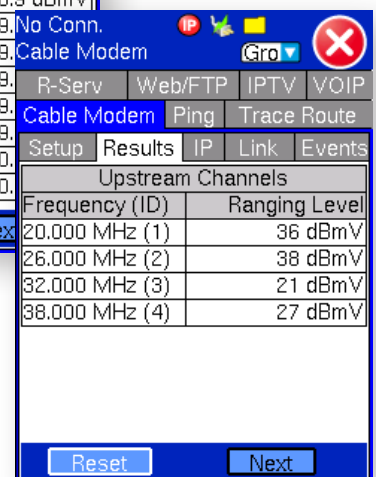 No Conn.
IP
Cable Modem
Gro
R-Serv Web/FTP IPTV VOIP
Cable Modem Ping Trace Route
Setup Results IP Link Events
Upstream Channels
Frequency (ID) Ranging Level
20.000 MHz (1) 36 dBmV
26.000 MHz (2) 38 dBmV
32.000 MHz (3) 21 dBmV
38.000 MHz (4) 27 dBmV
Reset Next